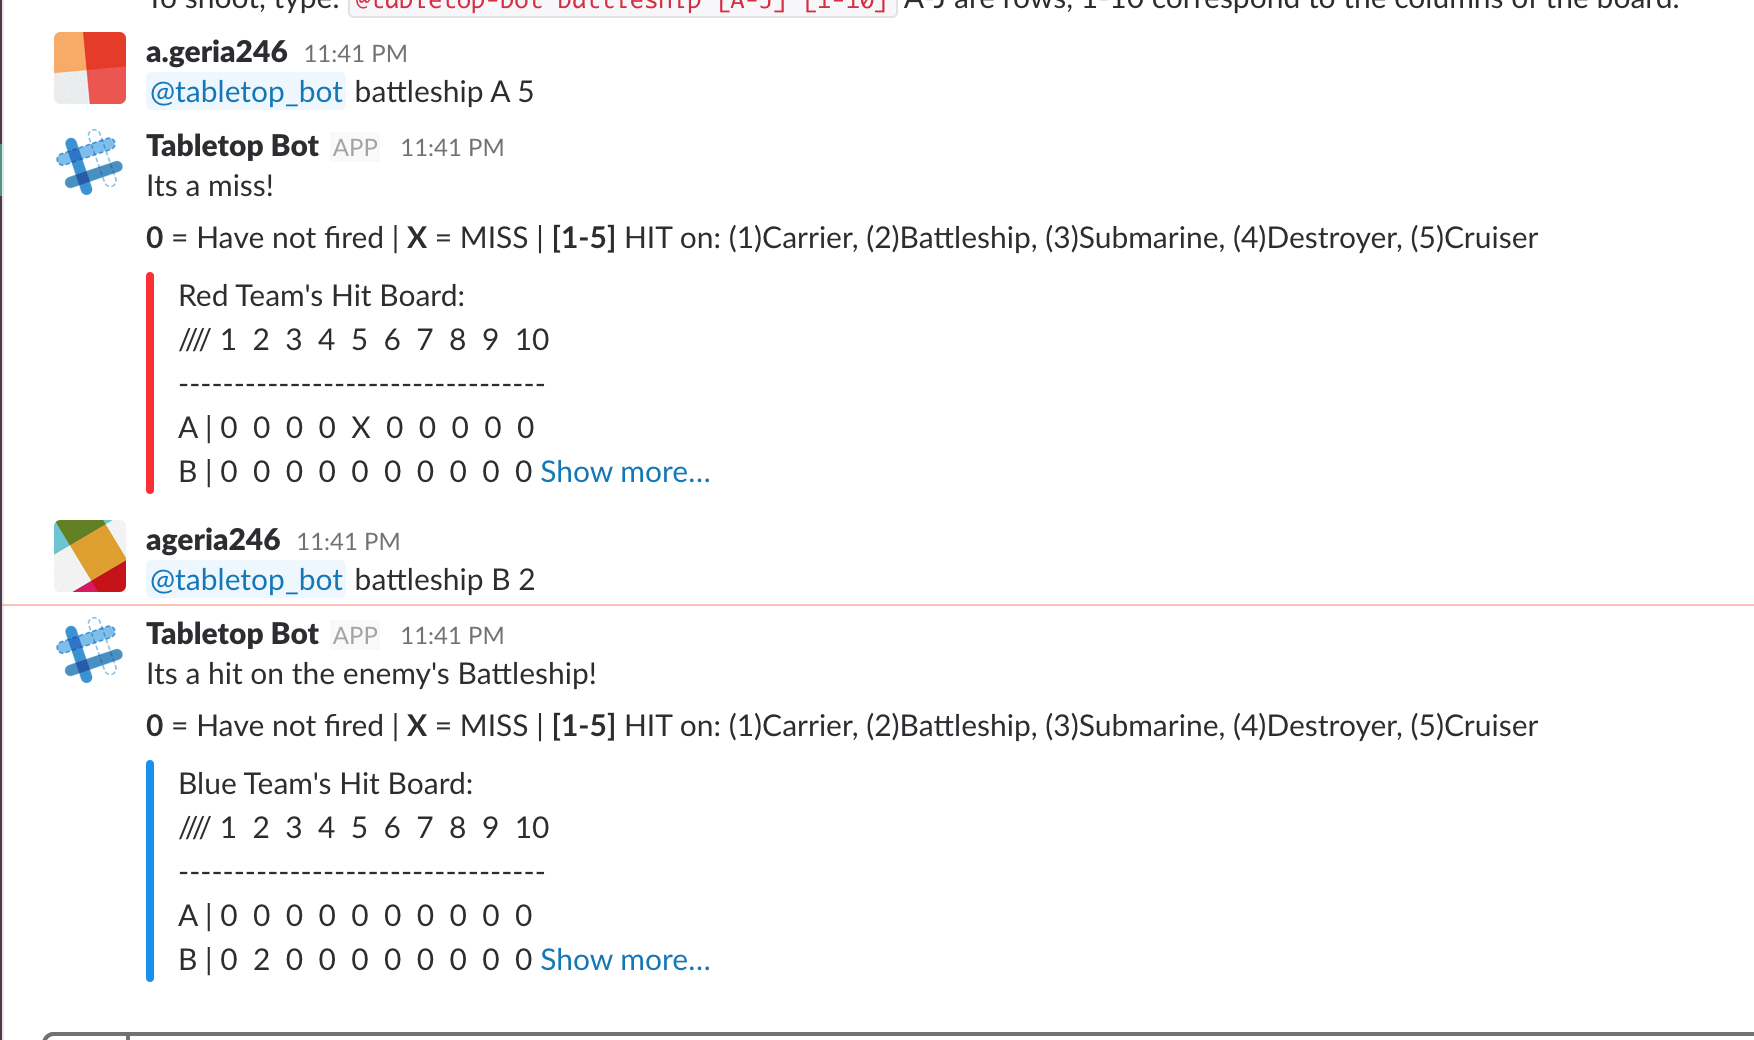 To shoot, type: @tabletop-bot battleship [A-J] [1-10] A-J are rows, 1-10 correspond to the columns of the board.
a.geria246 11:41 PM
@tabletop_bot battleship A 5
Tabletop Bot APP 11:41 PM
Its a miss!
0 = Have not fired | X = MISS | [1-5] HIT on: (1)Carrier, (2)Battleship, (3)Submarine, (4)Destroyer, (5)Cruiser
Red Team's Hit Board:
//// 1 2 3 4 5 6 7 8 9 10
---------------------------------
A | 0 0 0 0 X 0 0 0 0 0
B | 0 0 0 0 0 0 0 0 0 0 Show more...
ageria246 11:41 PM
@tabletop_bot battleship B 2
Tabletop Bot APP 11:41 PM
Its a hit on the enemy's Battleship!
0 = Have not fired | X = MISS | [1-5] HIT on: (1)Carrier, (2)Battleship, (3)Submarine, (4)Destroyer, (5)Cruiser
Blue Team's Hit Board:
//// 1 2 3 4 5 6 7 8 9 10
---------------------------------
A | 0 0 0 0 0 0 0 0 0 0
B | 0 2 0 0 0 0 0 0 0 0 Show more...